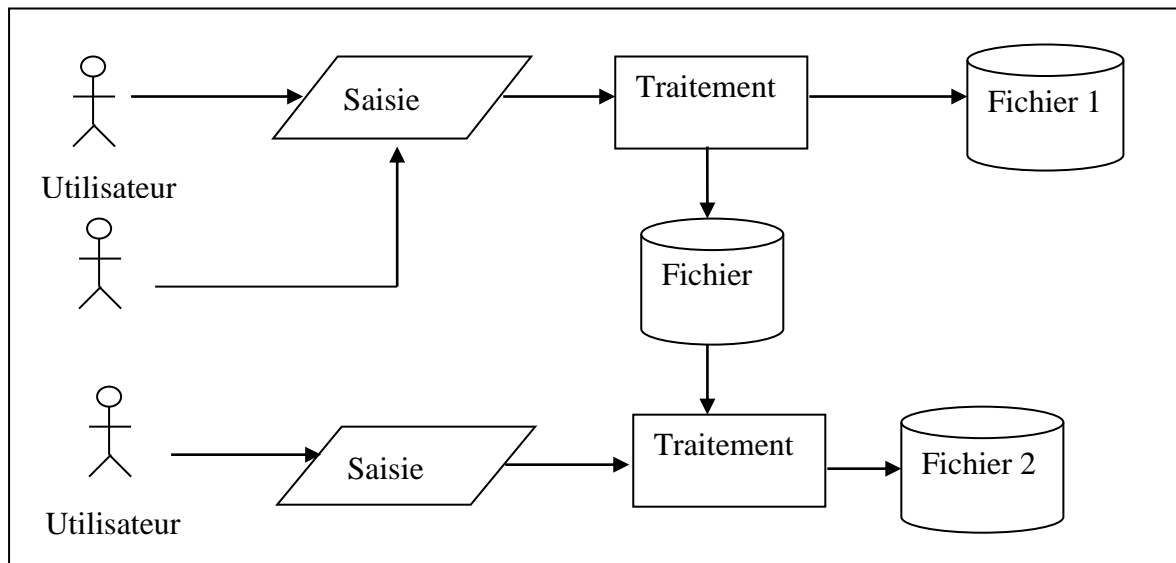 Saisie
Traitement
Fichier 1
Utilisateur
Fichier
Traitement
Fichier 2
Saisie
Utilisateur